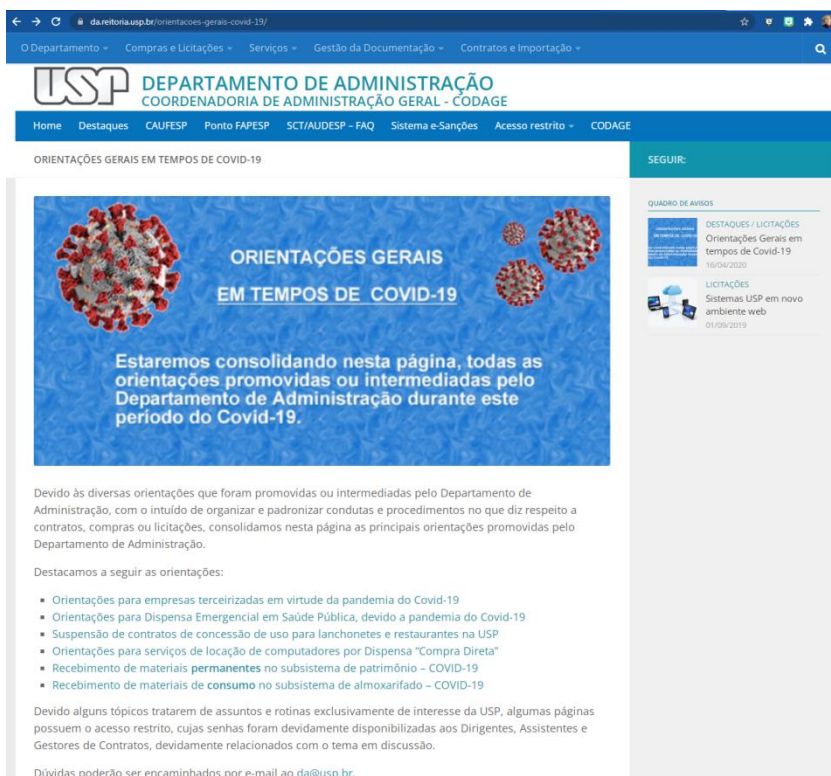 da.reitoria.usp.br/orientacoes-gerais-covid-19/
O Departamento Compras e Licitações Serviços Gestão da Documentação Contratos e Importação
USP
DEPARTAMENTO DE ADMINISTRAÇÃO
COORDENADORIA DE ADMINISTRAÇÃO GERAL - CODAGE
Home Destaques CAUFESP Ponto FAPESP SCT/AUDESP – FAQ Sistema e-Sanções Acesso restrito CODAGE
ORIENTAÇÕES GERAIS EM TEMPOS DE COVID-19
ORIENTAÇÕES GERAIS
EM TEMPOS DE COVID-19
Estaremos consolidando nesta página, todas as
orientações promovidas ou intermediadas pelo
Departamento de Administração durante este
período do Covid-19.
Devido às diversas orientações que foram promovidas ou intermediadas pelo Departamento de
Administração, com o intuído de organizar e padronizar condutas e procedimentos no que diz respeito a
contratos, compras ou licitações, consolidamos nesta página as principais orientações promovidas pelo
Departamento de Administração.
Destacamos a seguir as orientações:
Orientações para empresas terceirizadas em virtude da pandemia do Covid-19
Orientações para Dispensa Emergencial em Saúde Pública, devido a pandemia do Covid-19
Suspensão de contratos de concessão de uso para lanchonetes e restaurantes na USP
Orientações para serviços de locação de computadores por Dispensa “Compra Direta”
Recebimento de materiais permanentes no subsistema de patrimônio – COVID-19
Recebimento de materiais de consumo no subsistema de almoxarifado – COVID-19
Devido alguns tópicos tratarem de assuntos e rotinas exclusivamente de interesse da USP, algumas páginas
possuem o acesso restrito, cujas senhas foram devidamente disponibilizadas aos Dirigentes, Assistentes e
Gestores de Contratos, devidamente relacionados com o tema em discussão.
Dúvidas poderão ser encaminhados por e-mail ao da@usp.br.
SEGUIR:
QUADRO DE AVISOS
DESTAQUES / LICITAÇÕES
Orientações Gerais em
tempos de Covid-19
16/04/2020
LICITAÇÕES
Sistemas USP em novo
ambiente web
01/09/2019